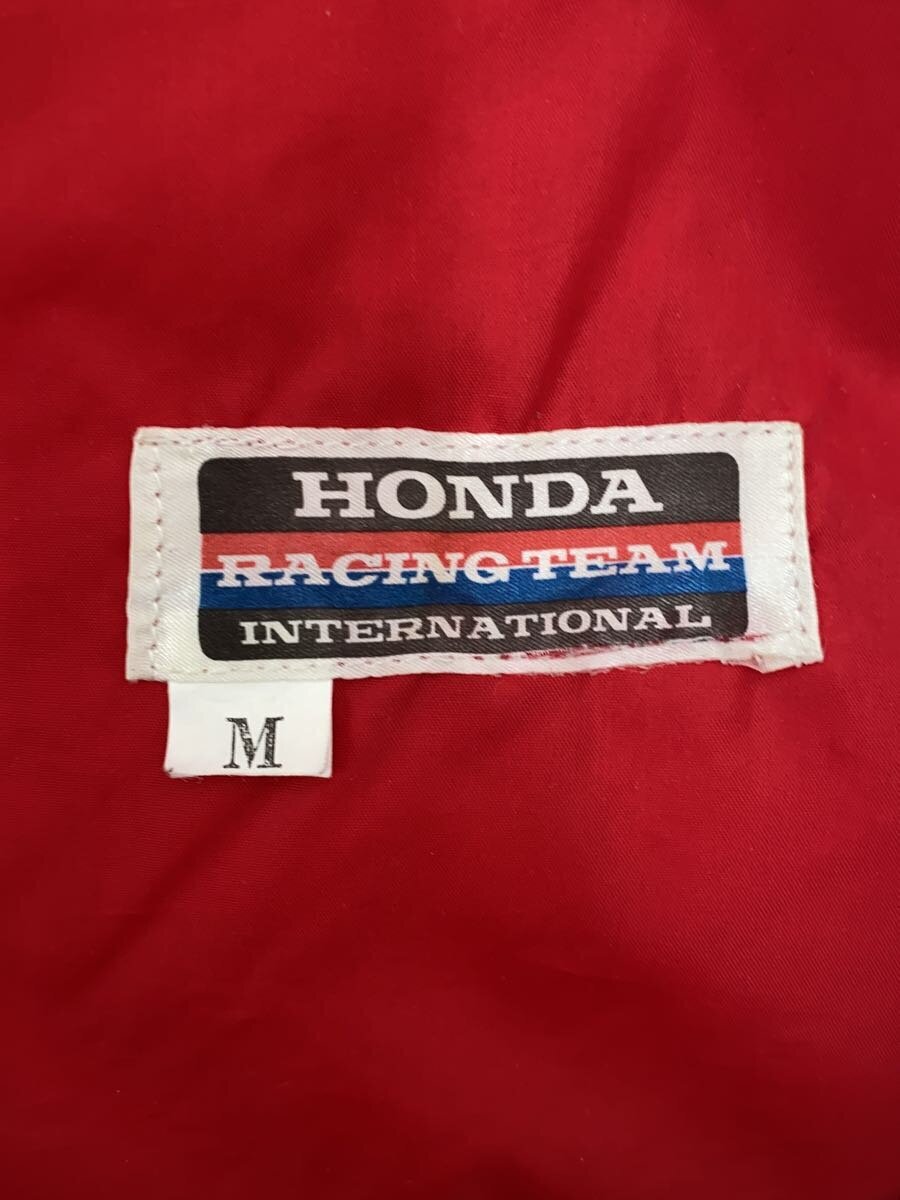 HONDA
RACING TEAM
INTERNATIONAL
M